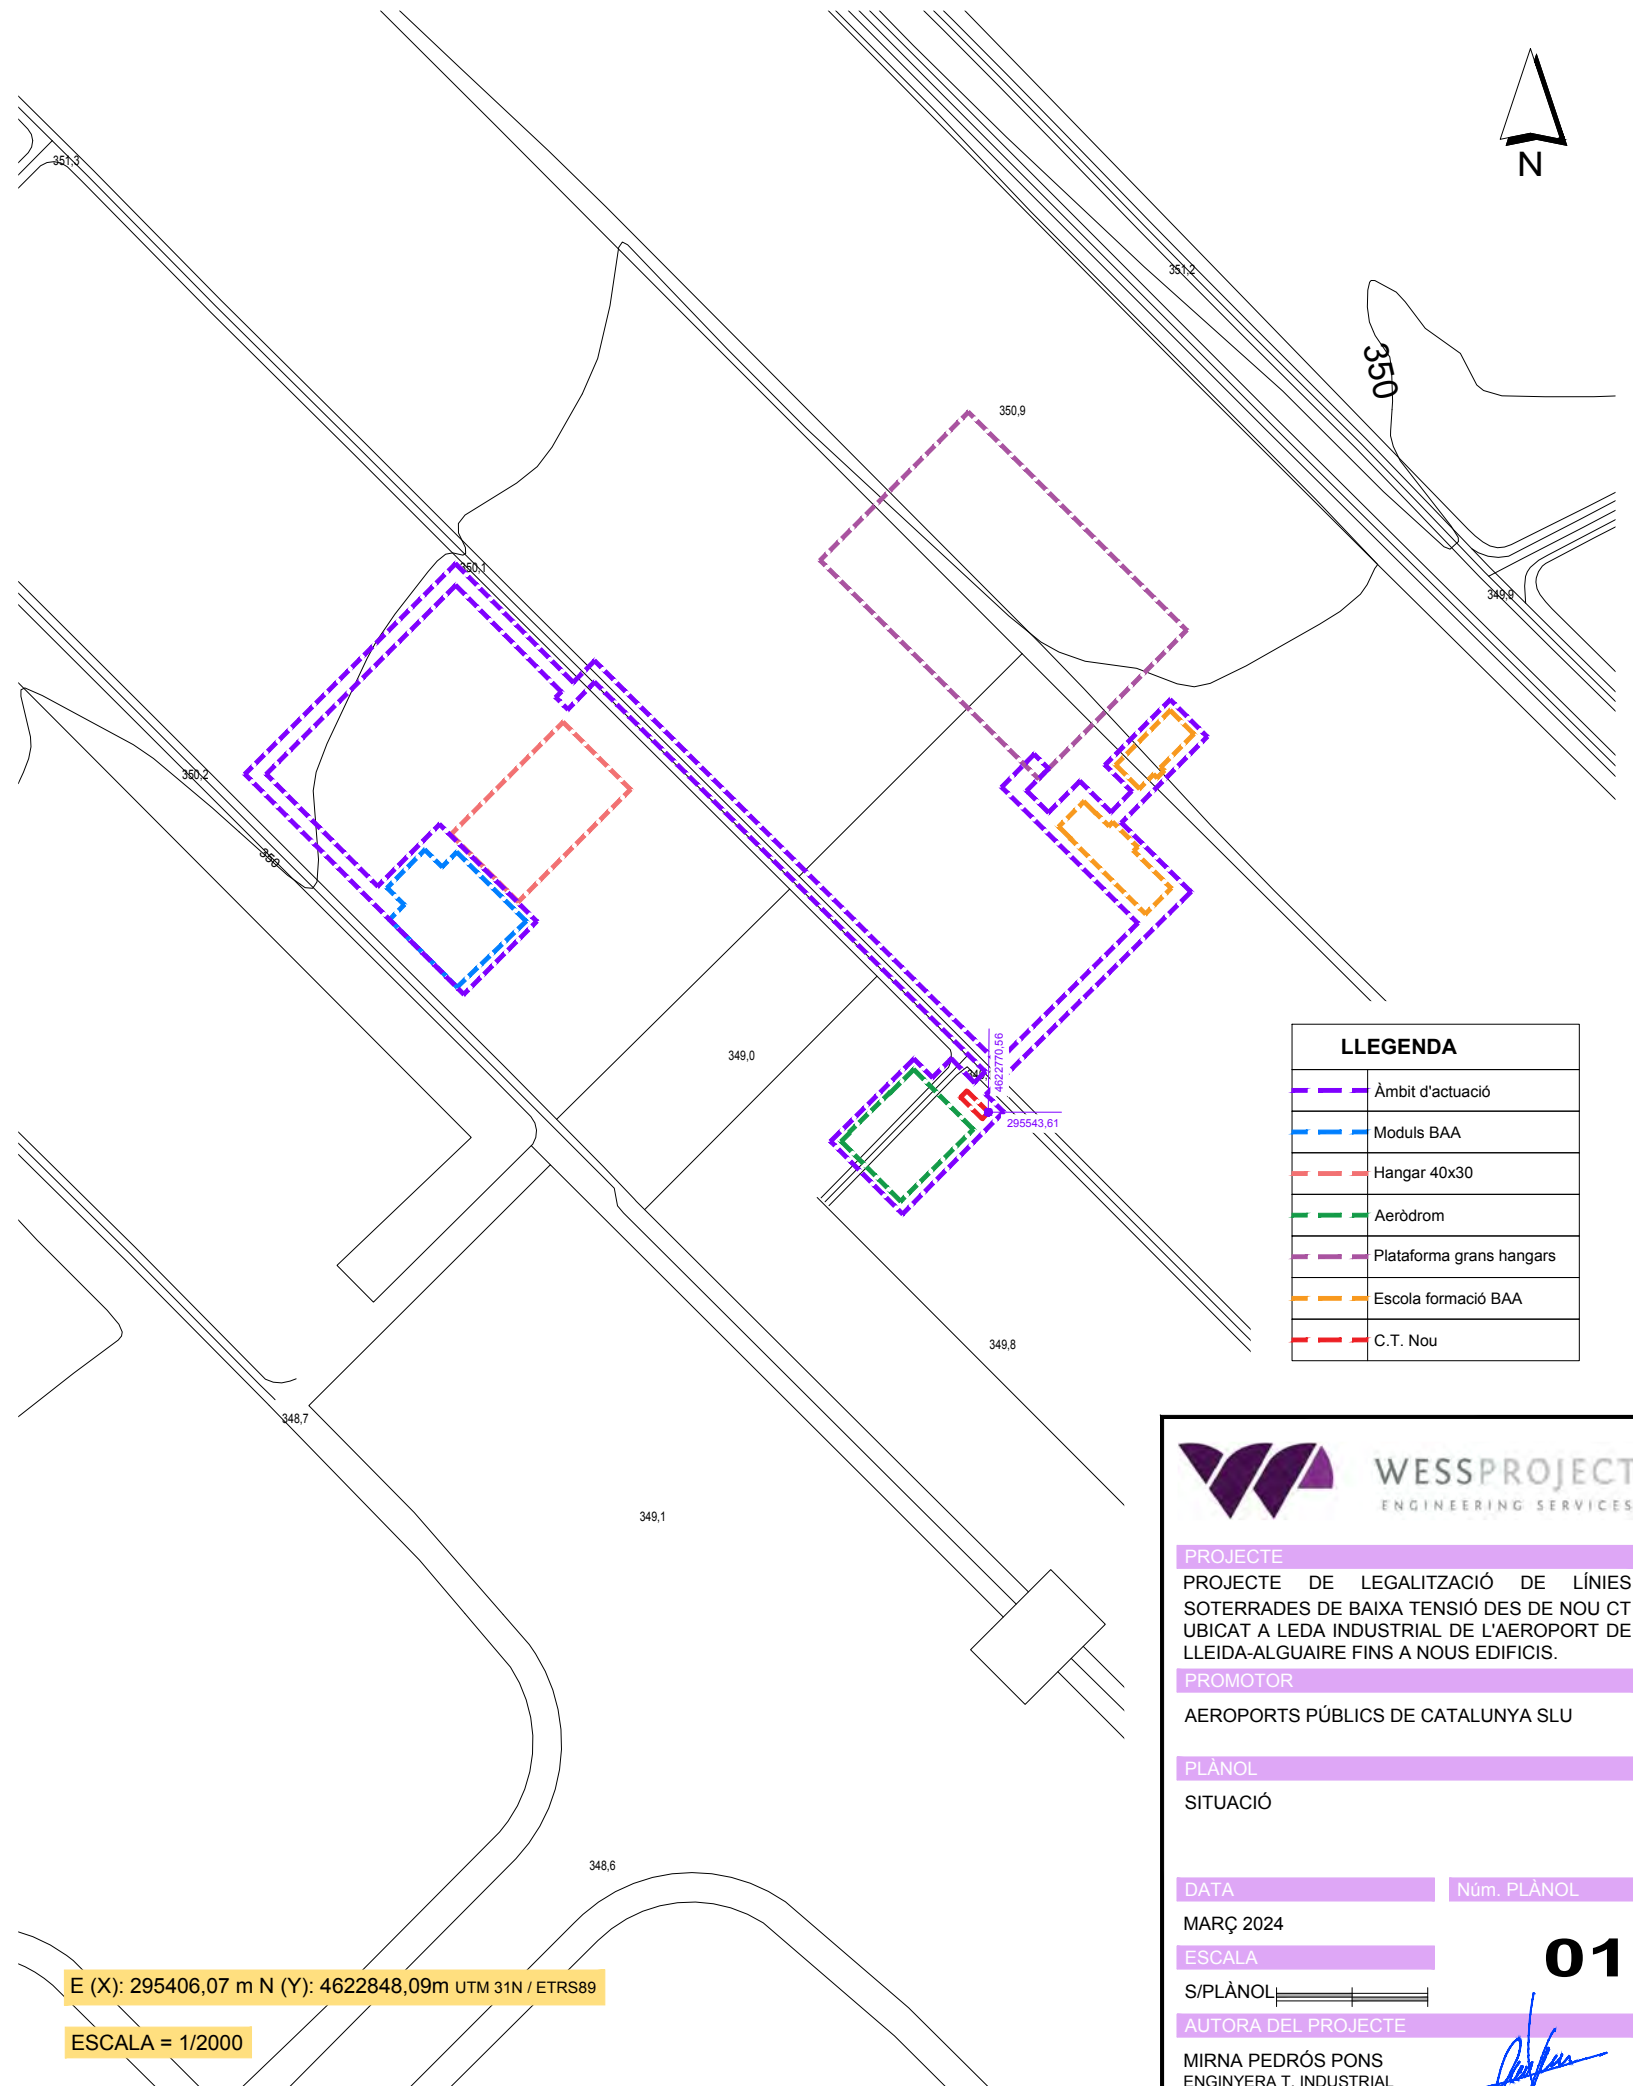 N
351,3
351,2
350
350,9
349,9
350,1
350,2
350
349,0
4622770,56
295543,61
LLEGENDA
Àmbit d'actuació
Moduls BAA
Hangar 40x30
Aeròdrom
Plataforma grans hangars
Escola formació BAA
C.T. Nou
349,8
348,7
349,1
348,6
WESSPROJECT
ENGINEERING SERVICES
PROJECTE
PROJECTE DE LEGALITZACIÓ DE LÍNIES
SOTERRADES DE BAIXA TENSIÓ DES DE NOU CT
UBICAT A LEDA INDUSTRIAL DE L'AEROPORT DE
LLEIDA-ALGUAIRE FINS A NOUS EDIFICIS.
PROMOTOR
AEROPORTS PÚBLICS DE CATALUNYA SLU
PLÀNOL
SITUACIÓ
DATA
Núm. PLÀNOL
MARÇ 2024
01
ESCALA
S/PLÀNOL
AUTORA DEL PROJECTE
MIRNA PEDRÓS PONS
ENGINYERA T. INDUSTRIAL
E (X): 295406,07 m N (Y): 4622848,09m UTM 31N / ETRS89
ESCALA = 1/2000